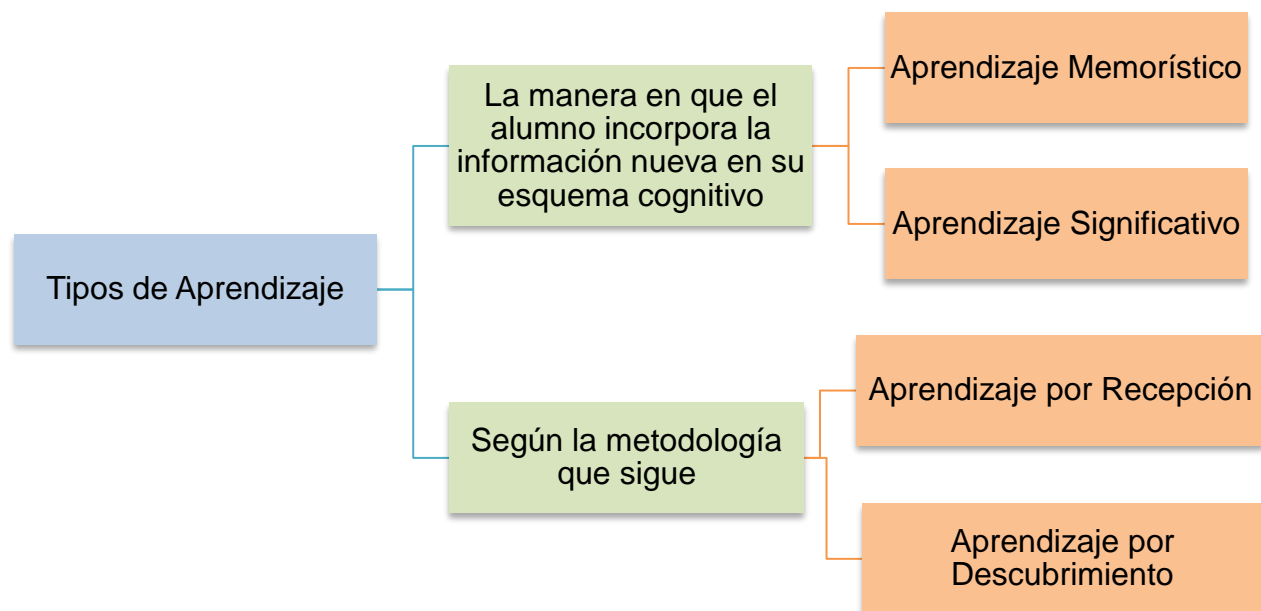 Tipos de Aprendizaje
La manera en que el
alumno incorpora la
información nueva en su
esquema cognitivo
Aprendizaje Memorístico
Aprendizaje Significativo
Según la metodología
que sigue
Aprendizaje por Recepción
Aprendizaje por
Descubrimiento